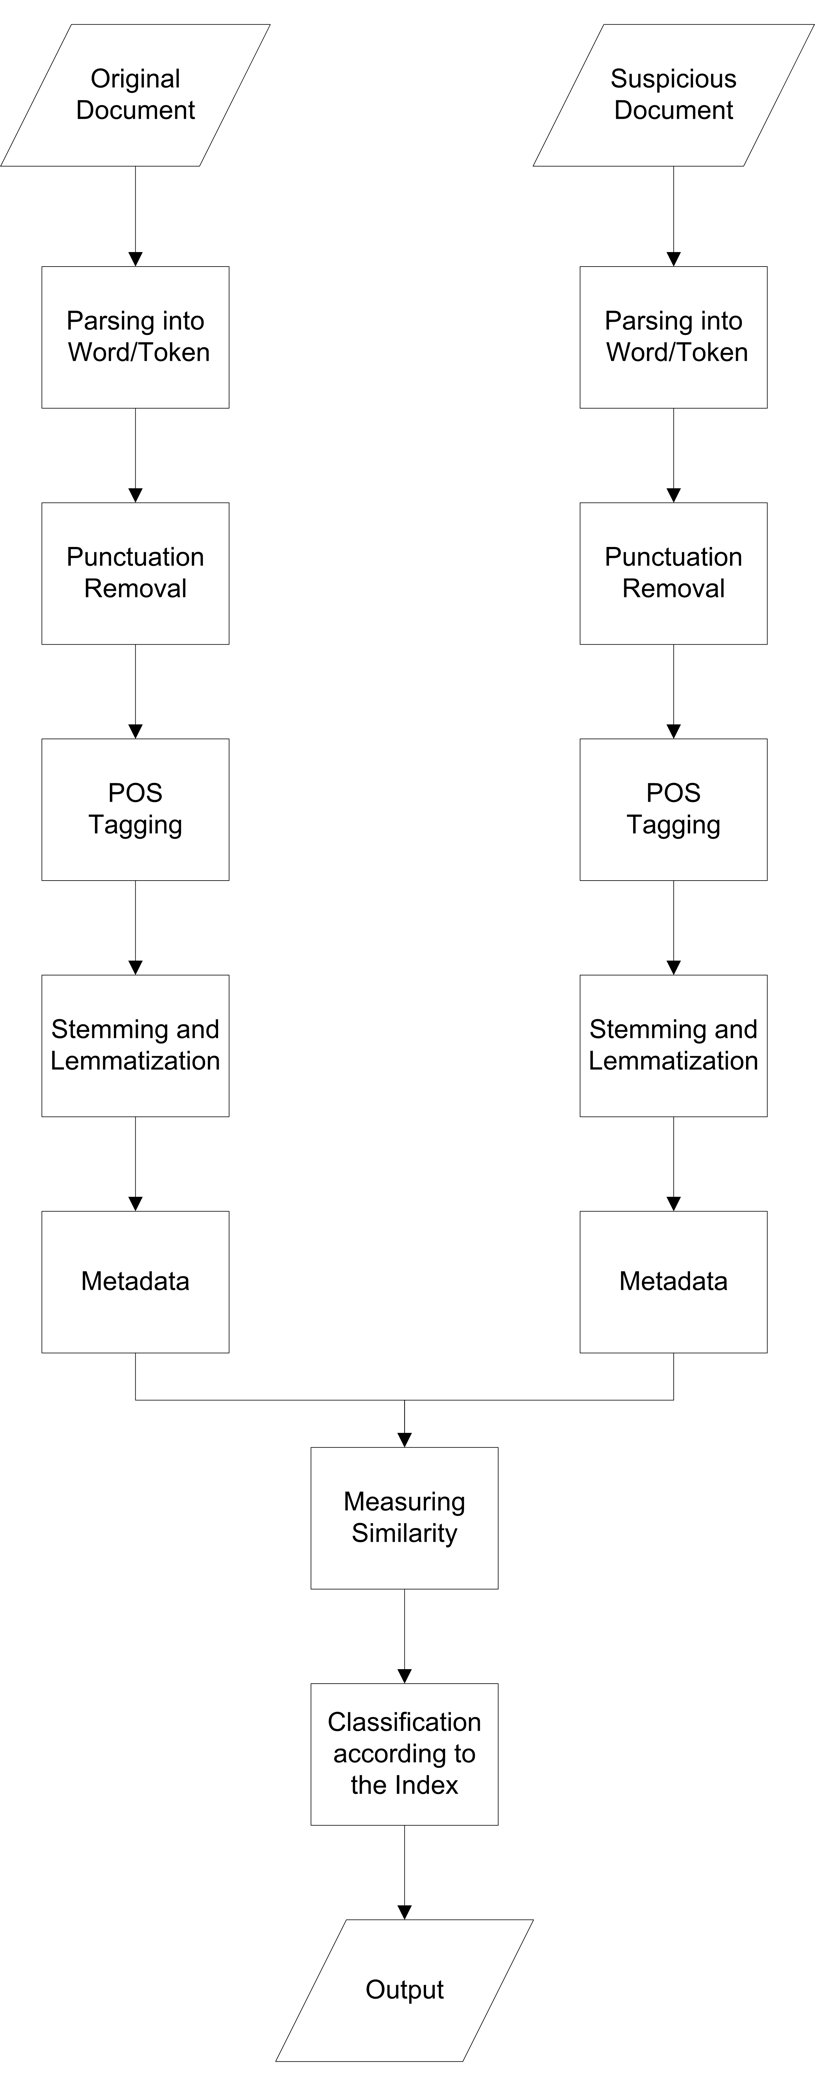 Original
Document
Suspicious
Document
Parsing into
Word/Token
Parsing into
Word/Token
Punctuation
Removal
Punctuation
Removal
POS
Tagging
POS
Tagging
Stemming and
Lemmatization
Stemming and
Lemmatization
Metadata
Metadata
Measuring
Similarity
Classification
according to
the Index
Output